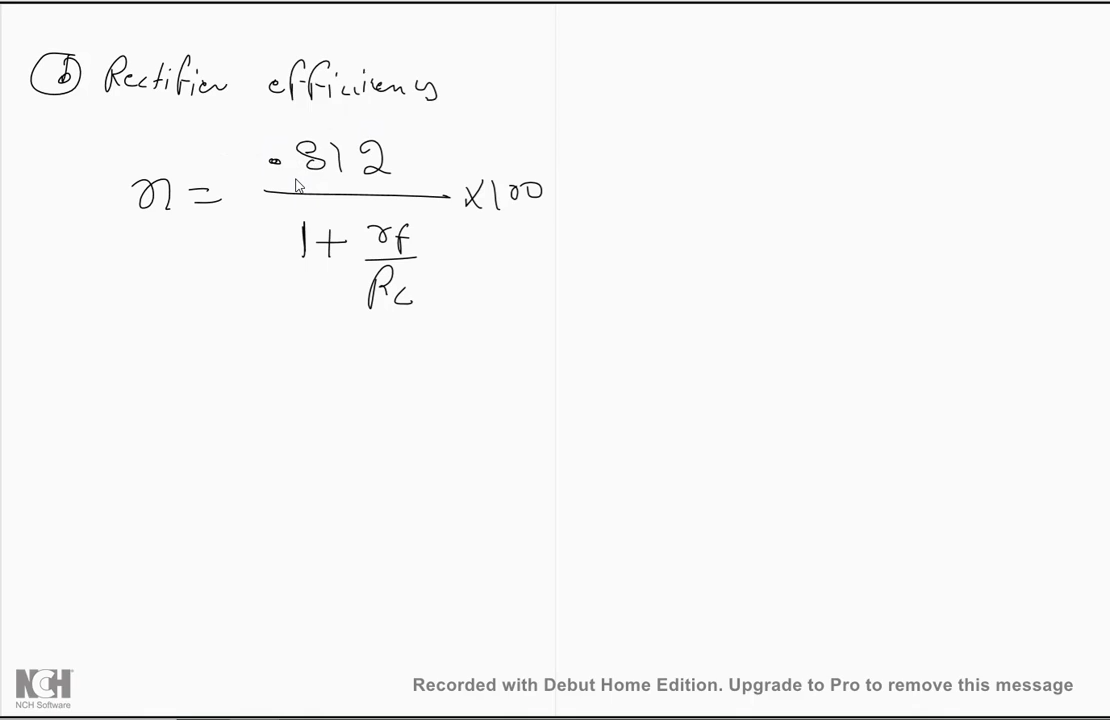 b Rectifier efficiency
η = .812 / (1 + rf / RL) × 100
NCH
NCH Software
Recorded with Debut Home Edition. Upgrade to Pro to remove this message